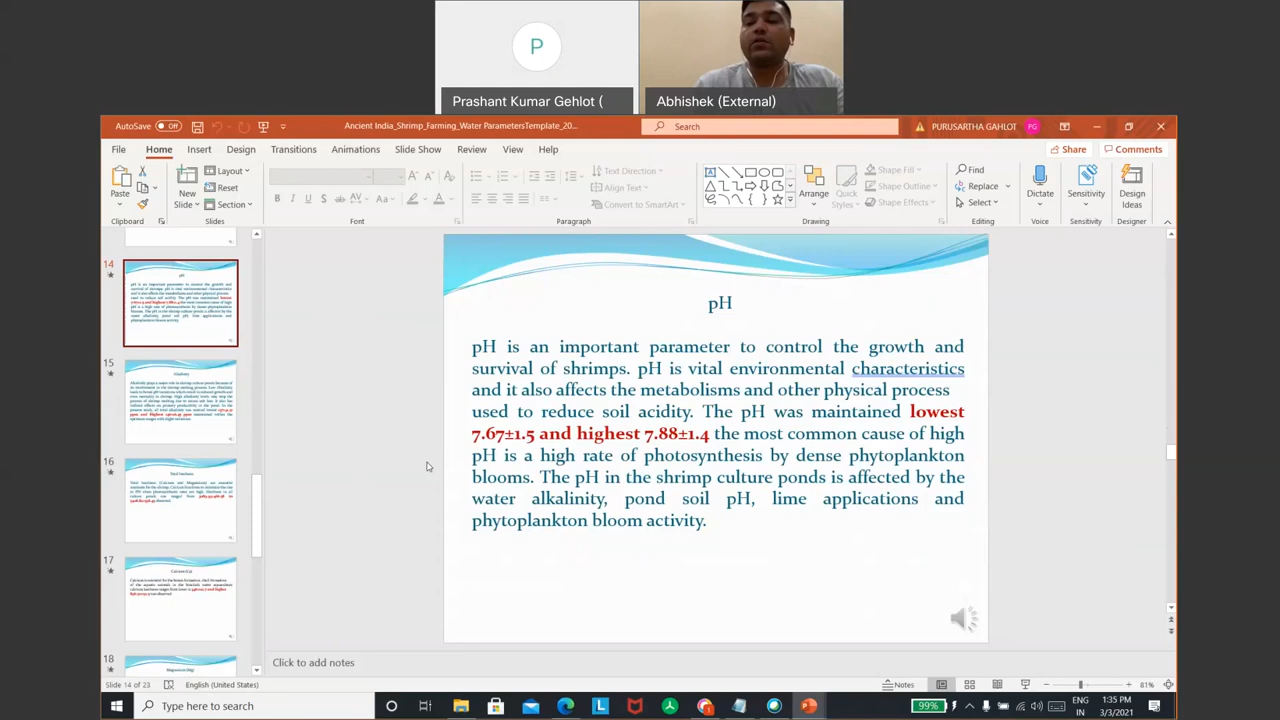 P
Prashant Kumar Gehlot (
Abhishek (External)
AutoSave Off
Ancient India_Shrimp_Farming_Water ParametersTemplate_20...
Search
PURUSARTHA GAHLOT PG
File Home Insert Design Transitions Animations Slide Show Review View Help
Share Comments
Paste
Clipboard
New
Slide
Layout
Reset
Section
Slides
Font
Text Direction
Align Text
Convert to SmartArt
Paragraph
Arrange
Quick
Styles
Shape Fill
Shape Outline
Shape Effects
Drawing
Find
Replace
Select
Editing
Dictate
Voice
Sensitivity
Sensitivity
Design
Ideas
Designer
14
15
16
17
18
pH
pH is an important parameter to control the growth and
survival of shrimps. pH is vital environmental characteristics
and it also affects the metabolisms and other physical process
used to reduce soil acidity. The pH was maintained lowest
7.67±1.5 and highest 7.88±1.4 the most common cause of high
pH is a high rate of photosynthesis by dense phytoplankton
blooms. The pH in the shrimp culture ponds is affected by the
water alkalinity, pond soil pH, lime applications and
phytoplankton bloom activity.
Click to add notes
Slide 14 of 23
English (United States)
Notes
81%
Type here to search
99%
ENG
IN
1:35 PM
3/3/2021